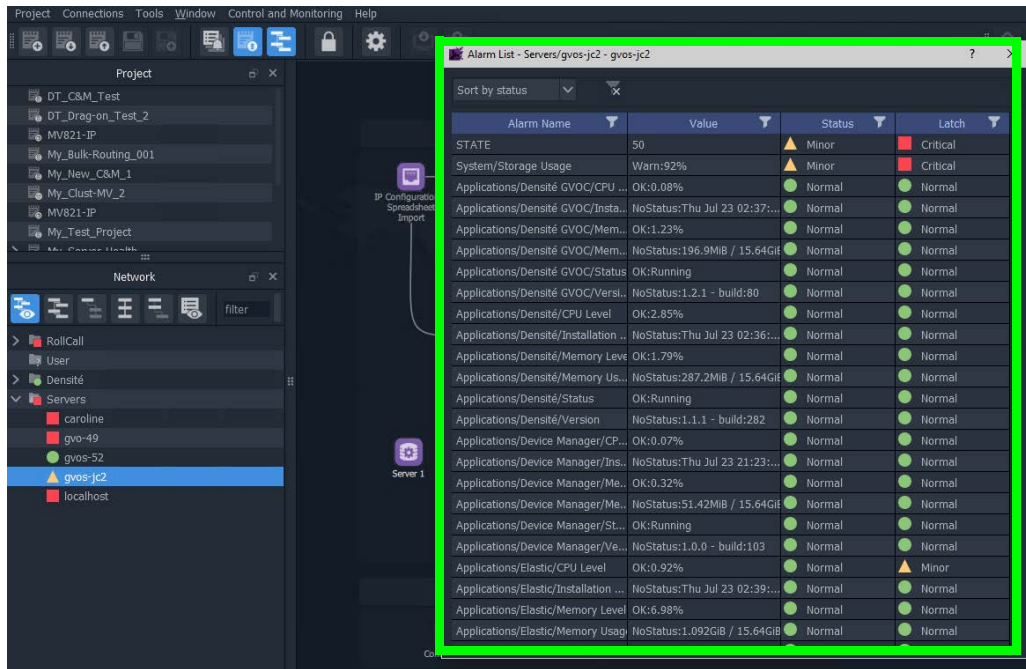 Project Connections Tools Window Control and Monitoring Help
Project
DT_C&M_Test
DT_Drag-on_Test_2
MV821-IP
My_Bulk-Routing_001
My_New_C&M_1
My_Clust-MV_2
MV821-IP
My_Test_Project
My_Server_Health
Network
filter
RollCall
User
Densité
Servers
caroline
gvo-49
gvos-52
gvos-jc2
localhost
IP Configuration
Spreadsheet
Import
Server 1
Alarm List - Servers/gvos-jc2 - gvos-jc2 ?
Sort by status
Alarm Name Value Status Latch
STATE 50 Minor Critical
System/Storage Usage Warn:92% Minor Critical
Applications/Densité GVOC/CPU ... OK:0.08% Normal Normal
Applications/Densité GVOC/Insta... NoStatus:Thu Jul 23 02:37:... Normal Normal
Applications/Densité GVOC/Mem... OK:1.23% Normal Normal
Applications/Densité GVOC/Mem... NoStatus:196.9MiB / 15.64GiB Normal Normal
Applications/Densité GVOC/Status OK:Running Normal Normal
Applications/Densité GVOC/Versi... NoStatus:1.2.1 - build:80 Normal Normal
Applications/Densité/CPU Level OK:2.85% Normal Normal
Applications/Densité/Installation ... NoStatus:Thu Jul 23 02:36:... Normal Normal
Applications/Densité/Memory Leve OK:1.79% Normal Normal
Applications/Densité/Memory Us... NoStatus:287.2MiB / 15.64GiB Normal Normal
Applications/Densité/Status OK:Running Normal Normal
Applications/Densité/Version NoStatus:1.1.1 - build:282 Normal Normal
Applications/Device Manager/CP... OK:0.07% Normal Normal
Applications/Device Manager/Ins... NoStatus:Thu Jul 23 21:23:... Normal Normal
Applications/Device Manager/Me... OK:0.32% Normal Normal
Applications/Device Manager/Me... NoStatus:51.42MiB / 15.64GiB Normal Normal
Applications/Device Manager/St... OK:Running Normal Normal
Applications/Device Manager/Ve... NoStatus:1.0.0 - build:103 Normal Normal
Applications/Elastic/CPU Level OK:0.92% Normal Minor
Applications/Elastic/Installation ... NoStatus:Thu Jul 23 02:39:... Normal Normal
Applications/Elastic/Memory Level OK:6.98% Normal Normal
Applications/Elastic/Memory Usag NoStatus:1.092GiB / 15.64GiB Normal Normal